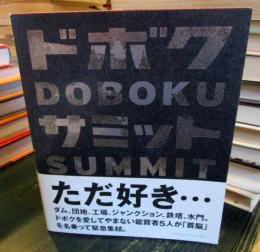 ドボク
DOBOKU
サミット
SUMMIT
ただ好き…
ダム、団地、工場、ジャンクション、鉄塔、水門。
ドボクを愛してやまない鑑賞者5人が「首脳」
を名乗って緊急集結。